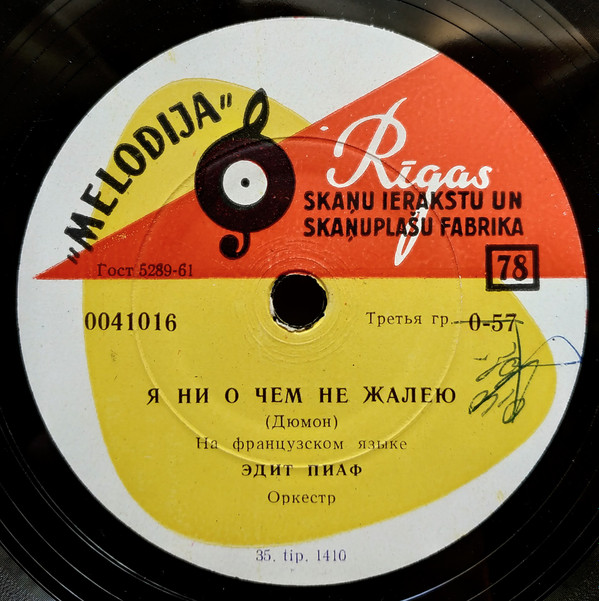 „MELODIJA”
Rīgas
SKAŅU IERAKSTU UN
SKAŅUPLAŠU FABRIKA
78
Гост 5289-61
0041016
Третья гр. 0-57
Я НИ О ЧЕМ НЕ ЖАЛЕЮ
(Дюмон)
На французском языке
ЭДИТ ПИАФ
Оркестр
35. tip. 1410